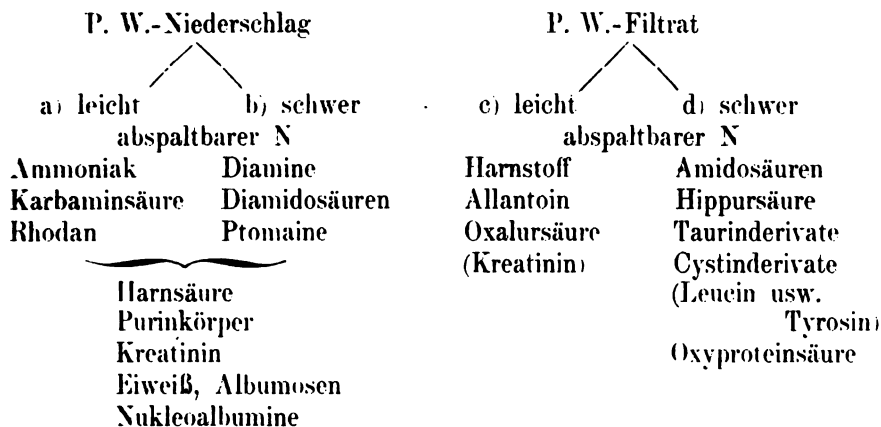 P. W.-Niederschlag P. W.-Filtrat
a) leicht b) schwer c) leicht d) schwer
abspaltbarer N abspaltbarer N
Ammoniak Diamine Harnstoff Amidosäuren
Karbaminsäure Diamidosäuren Allantoin Hippursäure
Rhodan Ptomaine Oxalursäure Taurinderivate
(Kreatinin) Cystinderivate
Harnsäure (Leucin usw.
Purinkörper Tyrosin)
Kreatinin Oxyproteinsäure
Eiweiß, Albumosen
Nukleoalbumine